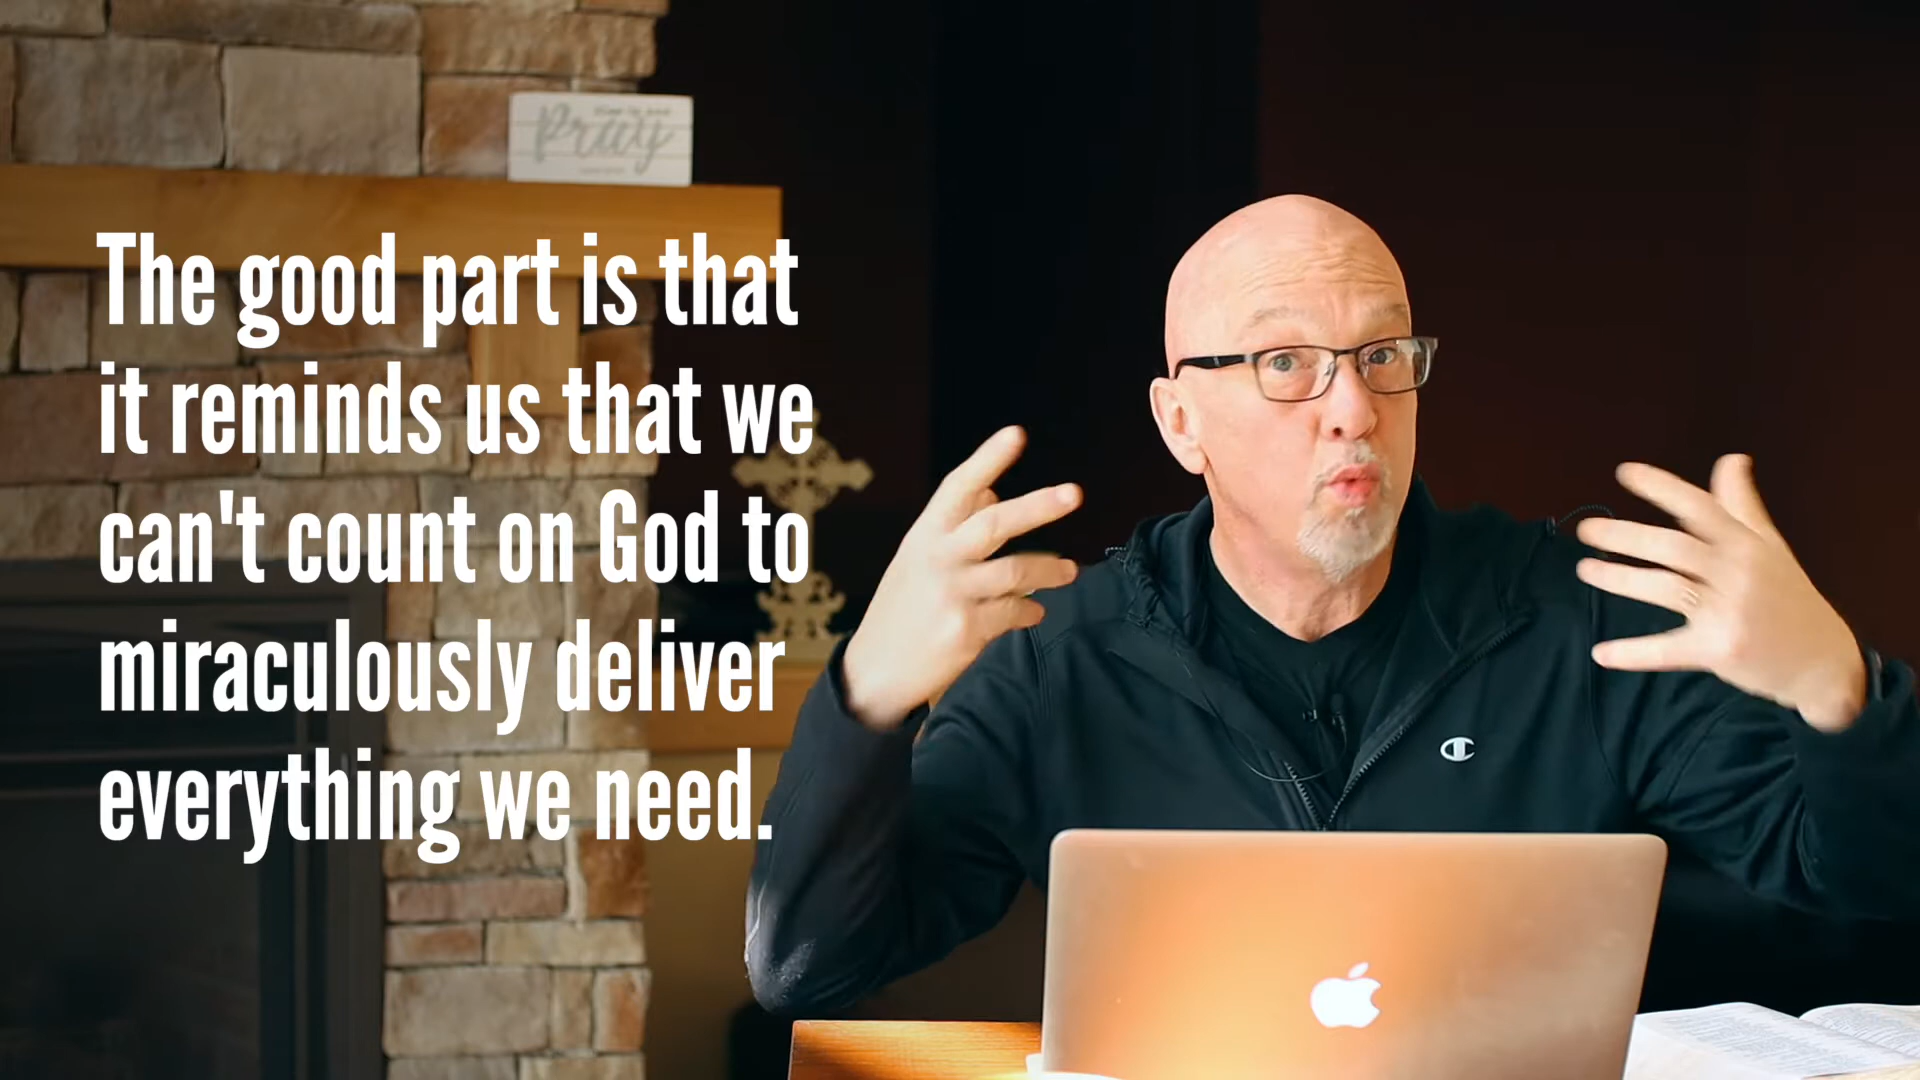 Pray
The good part is that
it reminds us that we
can't count on God to
miraculously deliver
everything we need.